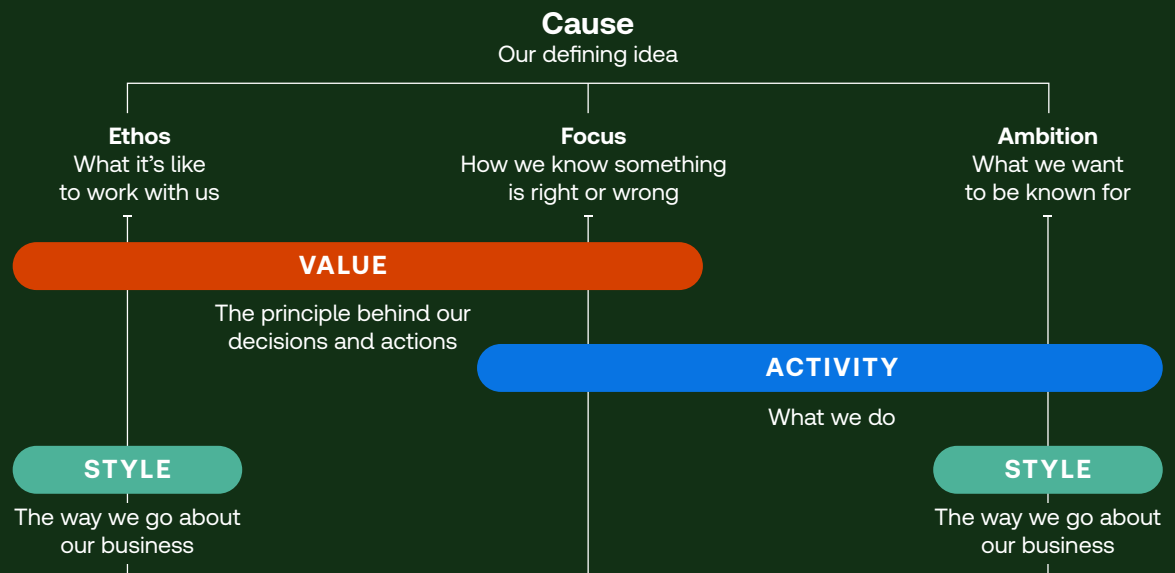 Cause
Our defining idea
Ethos
What it’s like
to work with us
Focus
How we know something
is right or wrong
Ambition
What we want
to be known for
VALUE
The principle behind our
decisions and actions
ACTIVITY
What we do
STYLE
The way we go about
our business
STYLE
The way we go about
our business